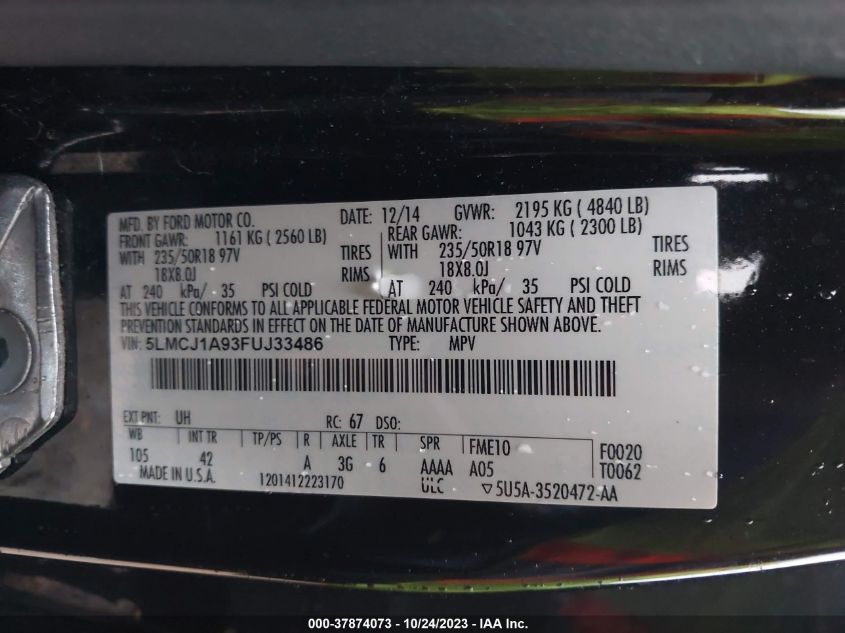 MFD. BY FORD MOTOR CO. DATE: 12/14 GVWR: 2195 KG ( 4840 LB)
FRONT GAWR: 1161 KG ( 2560 LB) REAR GAWR: 1043 KG ( 2300 LB)
WITH 235/50R18 97V TIRES WITH 235/50R18 97V TIRES
18X8.0J RIMS 18X8.0J RIMS
AT 240 kPa/ 35 PSI COLD AT 240 kPa/ 35 PSI COLD
THIS VEHICLE CONFORMS TO ALL APPLICABLE FEDERAL MOTOR VEHICLE SAFETY AND THEFT
PREVENTION STANDARDS IN EFFECT ON THE DATE OF MANUFACTURE SHOWN ABOVE.
VIN: 5LMCJ1A93FUJ33486 TYPE: MPV
EXT PNT: UH RC: 67 DSO:
WB INT TR TP/PS R AXLE TR SPR FME10 F0020
105 42 A 3G 6 AAAA A05 T0062
MADE IN U.S.A. 1201412223170 ULC ▽5U5A-3520472-AA
000-37874073 - 10/24/2023 - IAA Inc.